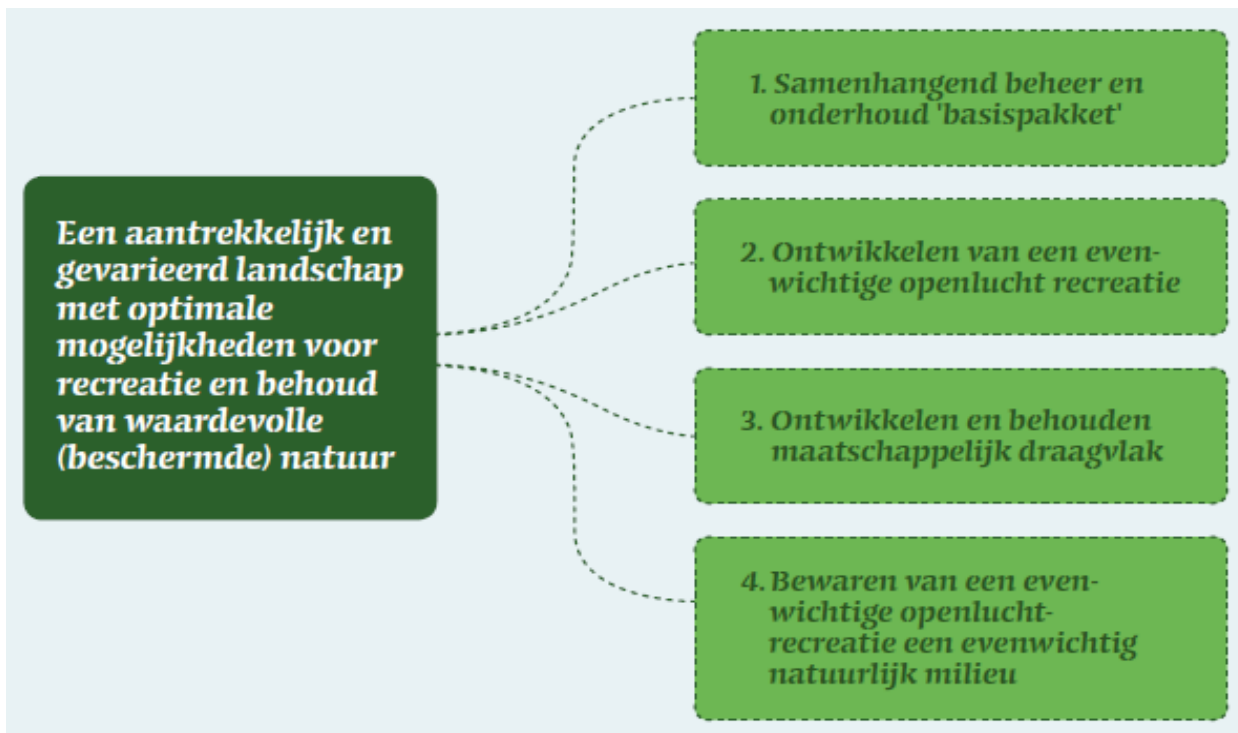 Een aantrekkelijk en
gevarieerd landschap
met optimale
mogelijkheden voor
recreatie en behoud
van waardevolle
(beschermde) natuur
1. Samenhangend beheer en
onderhoud 'basispakket'
2. Ontwikkelen van een even-
wichtige openlucht recreatie
3. Ontwikkelen en behouden
maatschappelijk draagvlak
4. Bewaren van een even-
wichtige openlucht-
recreatie een evenwichtig
natuurlijk milieu